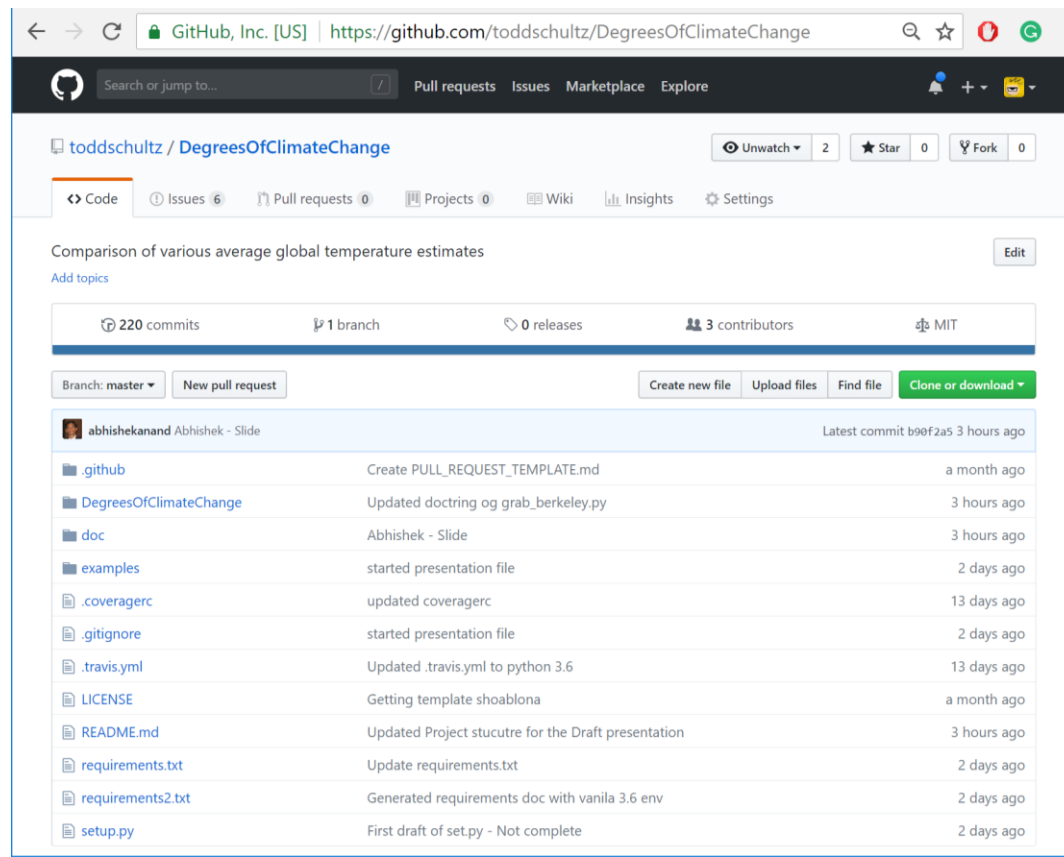 GitHub, Inc. [US] | https://github.com/toddschultz/DegreesOfClimateChange
Search or jump to... / Pull requests Issues Marketplace Explore
toddschultz / DegreesOfClimateChange Unwatch 2 Star 0 Fork 0
Code Issues 6 Pull requests 0 Projects 0 Wiki Insights Settings
Comparison of various average global temperature estimates Edit
Add topics
220 commits 1 branch 0 releases 3 contributors MIT
Branch: master New pull request Create new file Upload files Find file Clone or download
abhishekanand Abhishek - Slide Latest commit b90f2a5 3 hours ago
.github Create PULL_REQUEST_TEMPLATE.md a month ago
DegreesOfClimateChange Updated doctring og grab_berkeley.py 3 hours ago
doc Abhishek - Slide 3 hours ago
examples started presentation file 2 days ago
.coveragerc updated coveragerc 13 days ago
.gitignore started presentation file 2 days ago
.travis.yml Updated .travis.yml to python 3.6 13 days ago
LICENSE Getting template shoablona a month ago
README.md Updated Project stucutre for the Draft presentation 3 hours ago
requirements.txt Update requirements.txt 2 days ago
requirements2.txt Generated requirements doc with vanila 3.6 env 2 days ago
setup.py First draft of set.py - Not complete 2 days ago